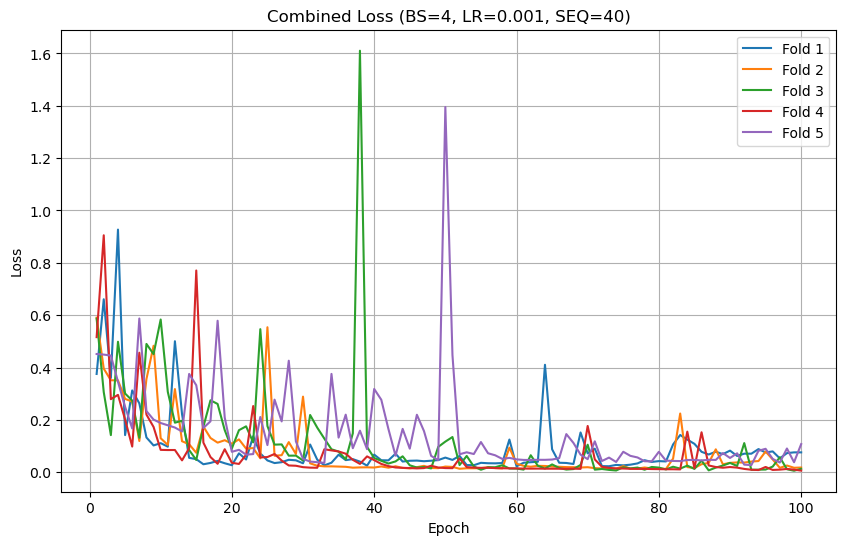 Combined Loss (BS=4, LR=0.001, SEQ=40)
1.6
1.4
1.2
1.0
0.8
0.6
0.4
0.2
0.0
Loss
Fold 1
Fold 2
Fold 3
Fold 4
Fold 5
0 20 40 60 80 100
Epoch